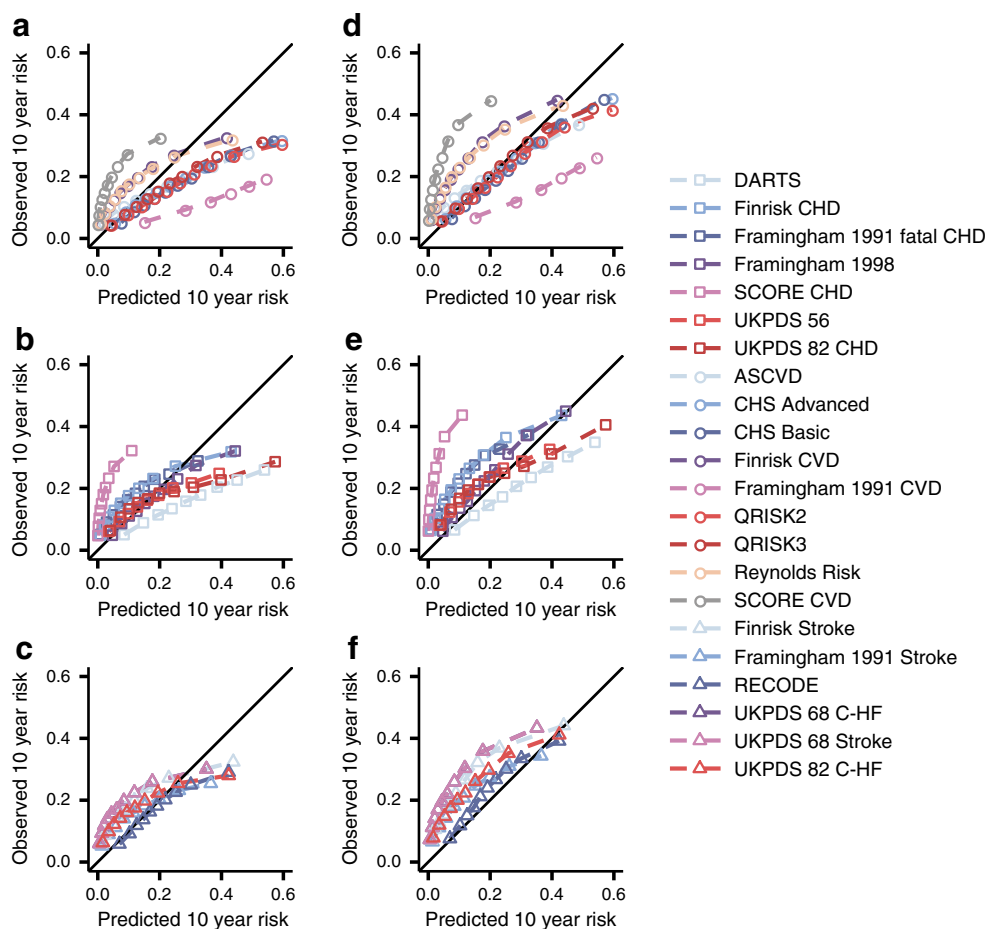 a
d
0.6
0.4
0.2
0.0
Observed 10 year risk
0.0 0.2 0.4 0.6
Predicted 10 year risk
0.6
0.4
0.2
0.0
Observed 10 year risk
0.0 0.2 0.4 0.6
Predicted 10 year risk
b
e
0.6
0.4
0.2
0.0
Observed 10 year risk
0.0 0.2 0.4 0.6
Predicted 10 year risk
0.6
0.4
0.2
0.0
Observed 10 year risk
0.0 0.2 0.4 0.6
Predicted 10 year risk
c
f
0.6
0.4
0.2
0.0
Observed 10 year risk
0.0 0.2 0.4 0.6
Predicted 10 year risk
0.6
0.4
0.2
0.0
Observed 10 year risk
0.0 0.2 0.4 0.6
Predicted 10 year risk
DARTS
Finrisk CHD
Framingham 1991 fatal CHD
Framingham 1998
SCORE CHD
UKPDS 56
UKPDS 82 CHD
ASCVD
CHS Advanced
CHS Basic
Finrisk CVD
Framingham 1991 CVD
QRISK2
QRISK3
Reynolds Risk
SCORE CVD
Finrisk Stroke
Framingham 1991 Stroke
RECODE
UKPDS 68 C-HF
UKPDS 68 Stroke
UKPDS 82 C-HF